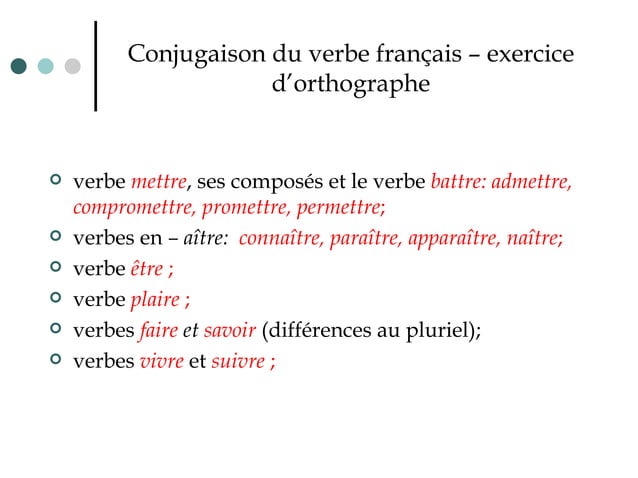 Conjugaison du verbe français – exercice
d’orthographe
verbe mettre, ses composés et le verbe battre: admettre,
compromettre, promettre, permettre;
verbes en – aître: connaître, paraître, apparaître, naître;
verbe être ;
verbe plaire ;
verbes faire et savoir (différences au pluriel);
verbes vivre et suivre ;